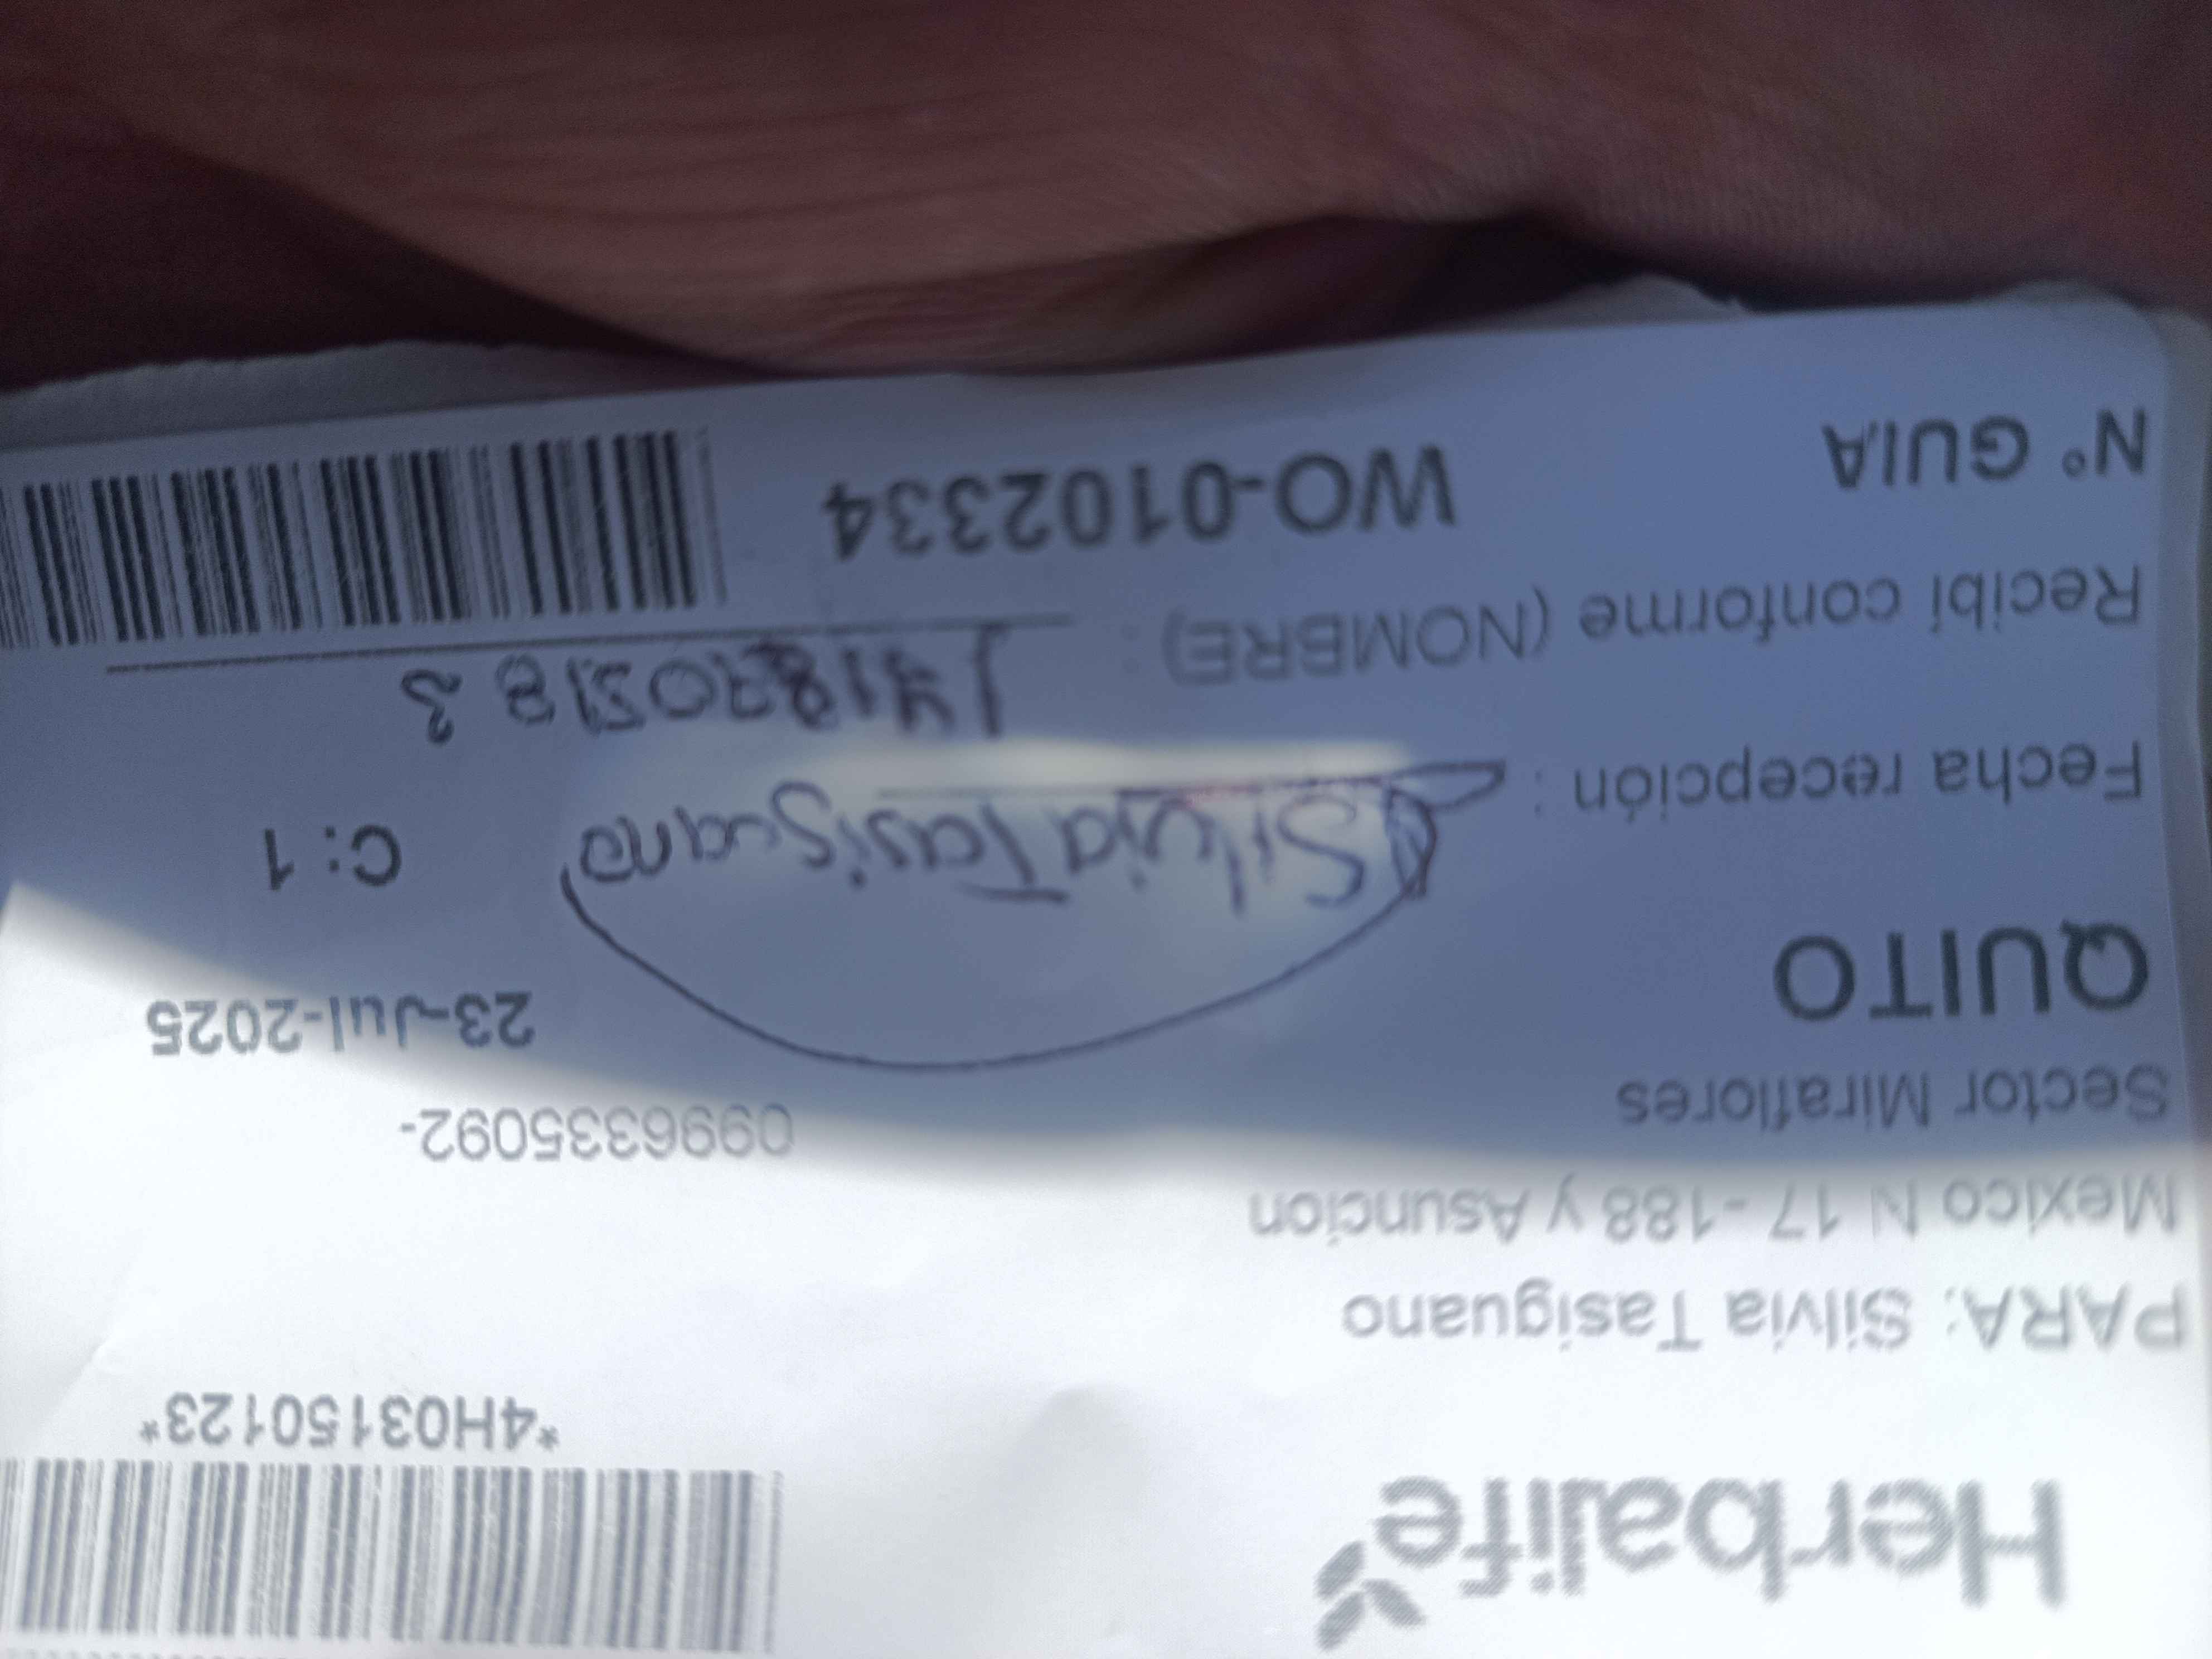 Herbalife
*4H03150123*
PARA: Silvia Tasiguano
Mexico N 17 - 188 y Asuncion
0996335092-
Sector Miraflores
QUITO
23-Jul-2025
Silvia Tasiguano
C: 1
Fecha recepción :
Recibi conforme (NOMBRE) :
N° GUIA
WO-0102334